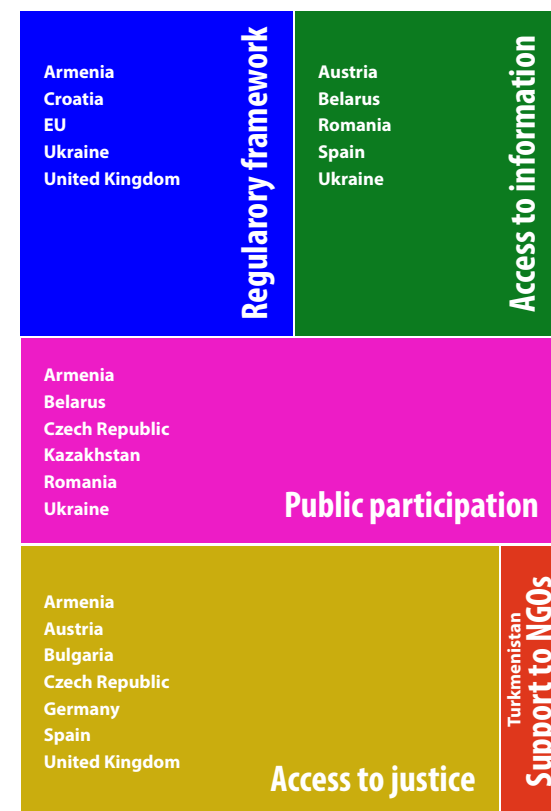 Armenia
Croatia
EU
Ukraine
United Kingdom
Regularory framework
Austria
Belarus
Romania
Spain
Ukraine
Access to information
Armenia
Belarus
Czech Republic
Kazakhstan
Romania
Ukraine
Public participation
Armenia
Austria
Bulgaria
Czech Republic
Germany
Spain
United Kingdom
Access to justice
Turkmenistan
Support to NGOs